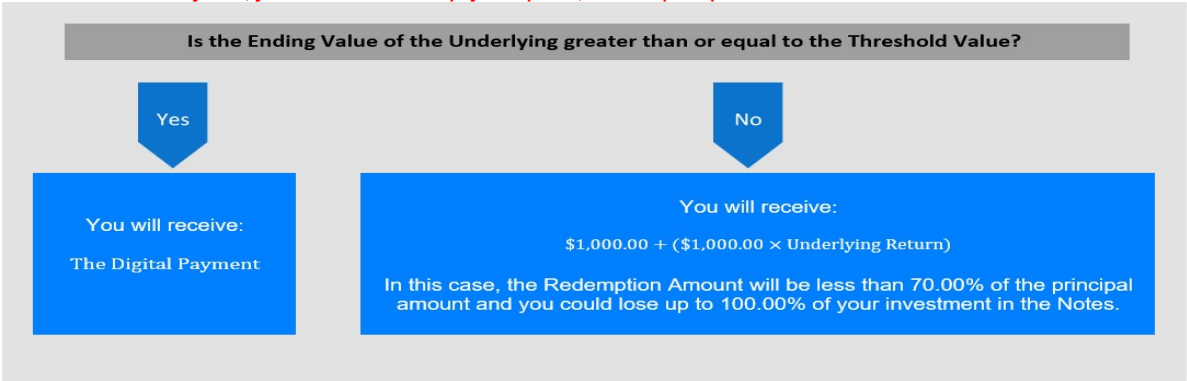 Is the Ending Value of the Underlying greater than or equal to the Threshold Value?
Yes
No
You will receive:
The Digital Payment
You will receive:
$1,000.00 + ($1,000.00 × Underlying Return)
In this case, the Redemption Amount will be less than 70.00% of the principal
amount and you could lose up to 100.00% of your investment in the Notes.